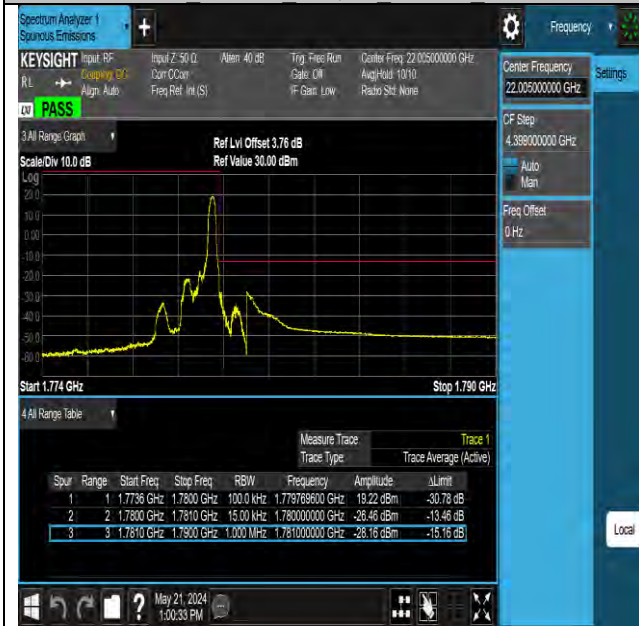 Spectrum Analyzer 1
Spurious Emissions
+
Frequency
KEYSIGHT Input: RF Input Z: 50 Ω Atten: 40 dB Trig: Free Run Center Freq: 22.005000000 GHz
RL Coupling: DC Corr CCorr Gate: Off Avg|Hold: 10/10
Align: Auto Freq Ref: Int (S) IF Gain: Low Radio Std: None
LXI PASS
Center Frequency
22.005000000 GHz
Settings
CF Step
4.399000000 GHz
Auto
Man
Freq Offset
0 Hz
3 All Range Graph
Ref Lvl Offset 3.76 dB
Scale/Div 10.0 dB Ref Value 30.00 dBm
Log
20.0
10.0
0.00
-10.0
-20.0
-30.0
-40.0
-50.0
-60.0
Start 1.774 GHz Stop 1.790 GHz
4 All Range Table
Measure Trace Trace 1
Trace Type Trace Average (Active)
Spur Range Start Freq Stop Freq RBW Frequency Amplitude ΔLimit
1 1 1.7736 GHz 1.7800 GHz 100.0 kHz 1.779769600 GHz 19.22 dBm -30.78 dB
2 2 1.7800 GHz 1.7810 GHz 15.00 kHz 1.780000000 GHz -26.46 dBm -13.46 dB
3 3 1.7810 GHz 1.7900 GHz 1.000 MHz 1.781000000 GHz -28.16 dBm -15.16 dB
Local
? May 21, 2024
1:00:33 PM